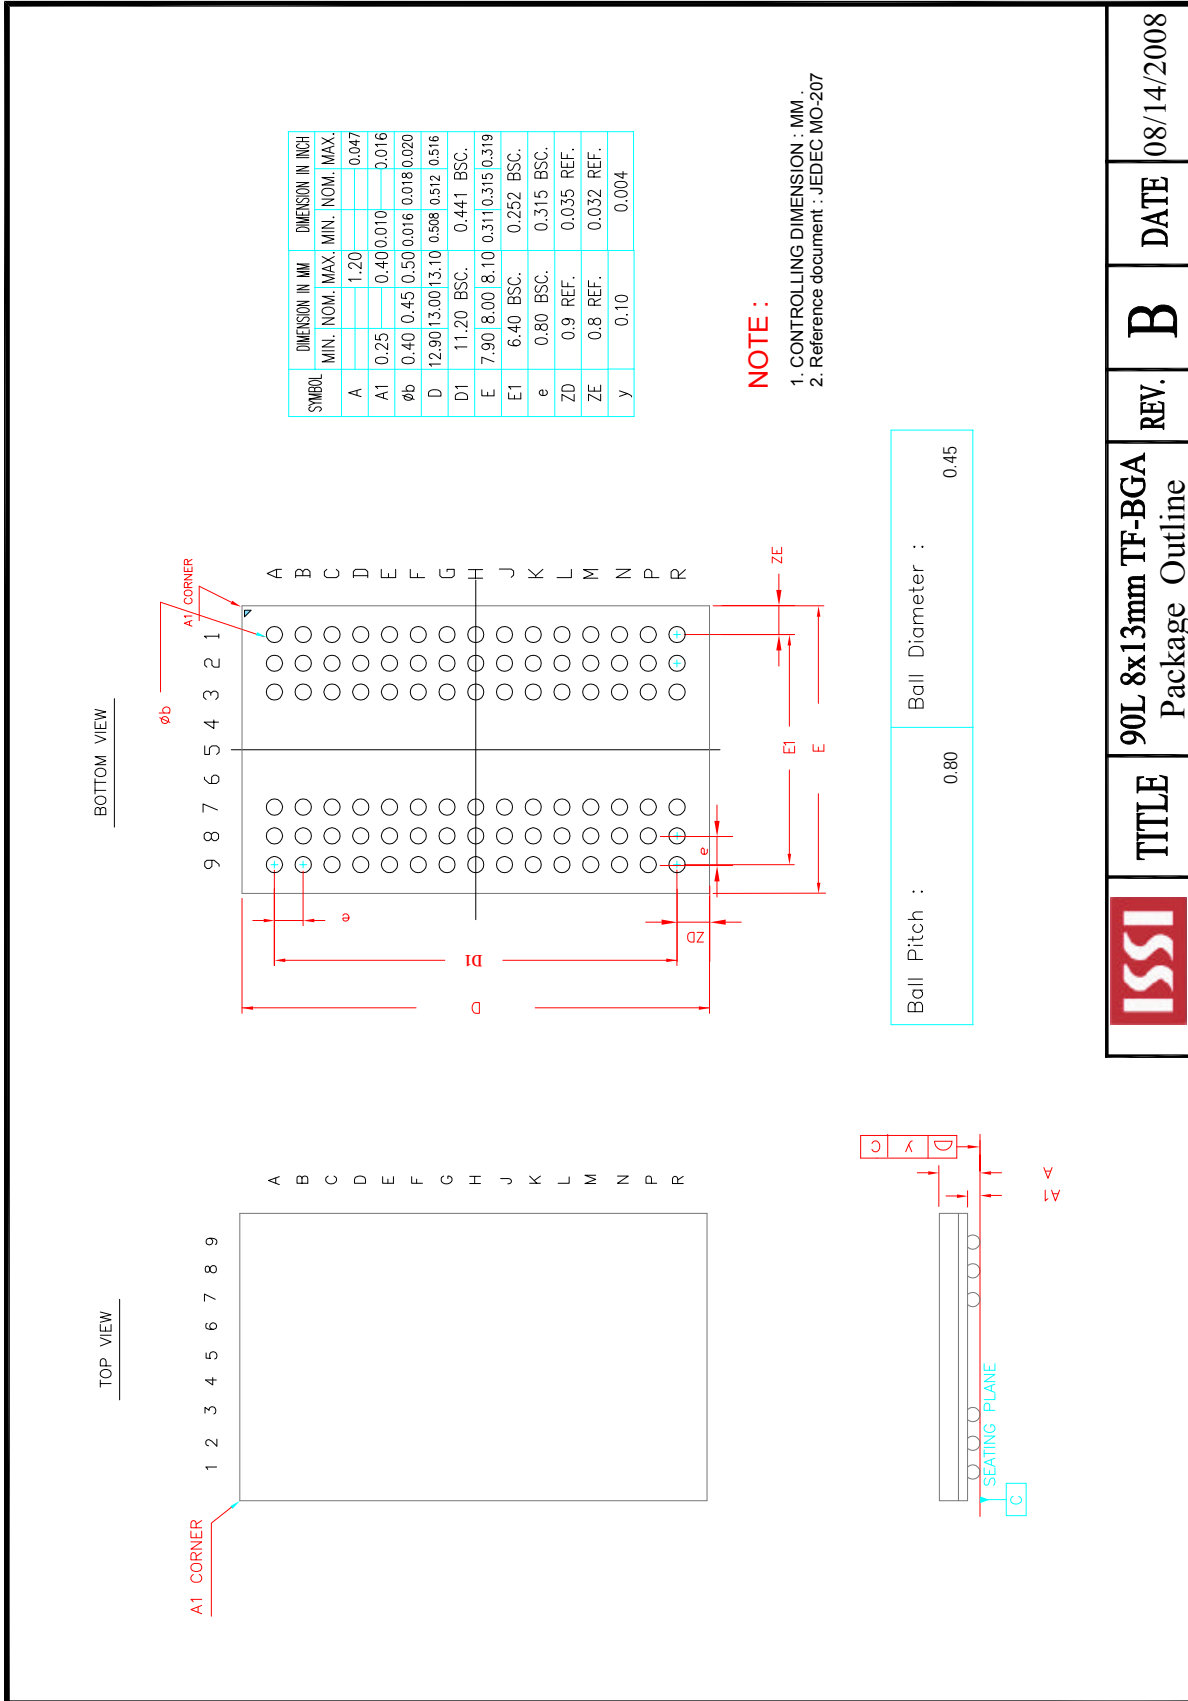 TOP VIEW
A1 CORNER
1 2 3 4 5 6 7 8 9
A
B
C
D
E
F
G
H
J
K
L
M
N
P
R
BOTTOM VIEW
9 8 7 6 5 4 3 2 1
øb
A1 CORNER
A
B
C
D
E
F
G
H
J
K
L
M
N
P
R
e
D1
D
ZD
e
E1
E
ZE
SYMBOL DIMENSION IN MM DIMENSION IN INCH
MIN. NOM. MAX. MIN. NOM. MAX.
A 1.20 0.047
A1 0.25 0.40 0.010 0.016
øb 0.40 0.45 0.50 0.016 0.018 0.020
D 12.90 13.00 13.10 0.508 0.512 0.516
D1 11.20 BSC. 0.441 BSC.
E 7.90 8.00 8.10 0.311 0.315 0.319
E1 6.40 BSC. 0.252 BSC.
e 0.80 BSC. 0.315 BSC.
ZD 0.9 REF. 0.035 REF.
ZE 0.8 REF. 0.032 REF.
y 0.10 0.004
NOTE :
1. CONTROLLING DIMENSION : MM .
2. Reference document : JEDEC MO-207
Ball Pitch : 0.80
Ball Diameter : 0.45
y C
A
A1
SEATING PLANE
C
ISSI
TITLE
90L 8x13mm TF-BGA
Package Outline
REV.
B
DATE
08/14/2008